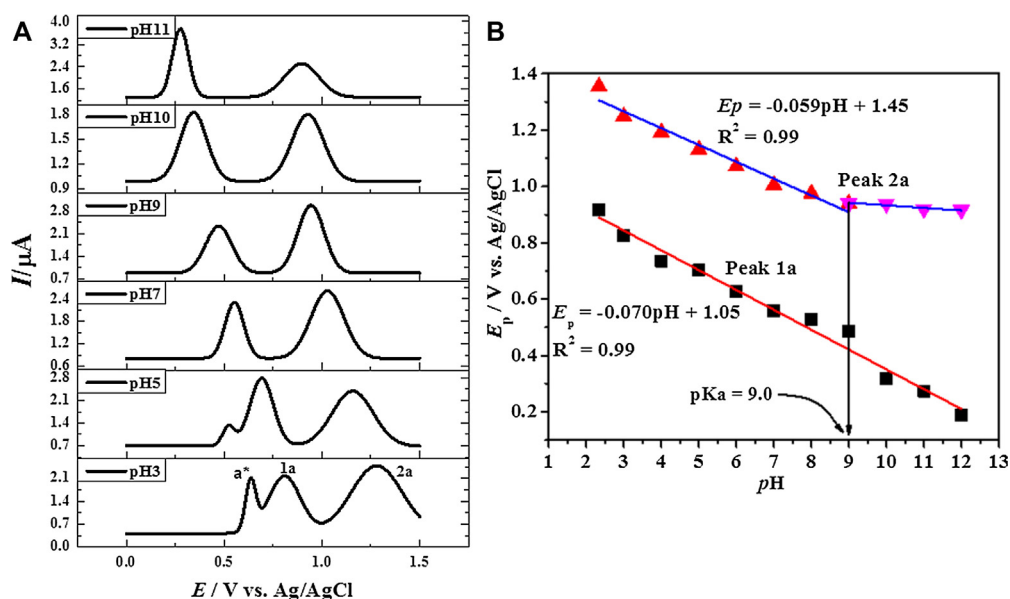 A
pH11
4.0
3.2
2.4
1.6
pH10
1.8
1.5
1.2
0.9
pH9
2.8
2.1
1.4
0.7
pH7
2.4
1.8
1.2
0.6
pH5
2.8
2.1
1.4
0.7
pH3
a*
1a
2a
2.1
1.4
0.7
0.0
I/µA
0.0 0.5 1.0 1.5
E / V vs. Ag/AgCl
B
1.4
1.2
1.0
0.8
0.6
0.4
0.2
Ep / V vs. Ag/AgCl
Ep = -0.059pH + 1.45
R² = 0.99
Peak 2a
Peak 1a
Ep = -0.070pH + 1.05
R² = 0.99
pKa = 9.0
1 2 3 4 5 6 7 8 9 10 11 12 13
pH